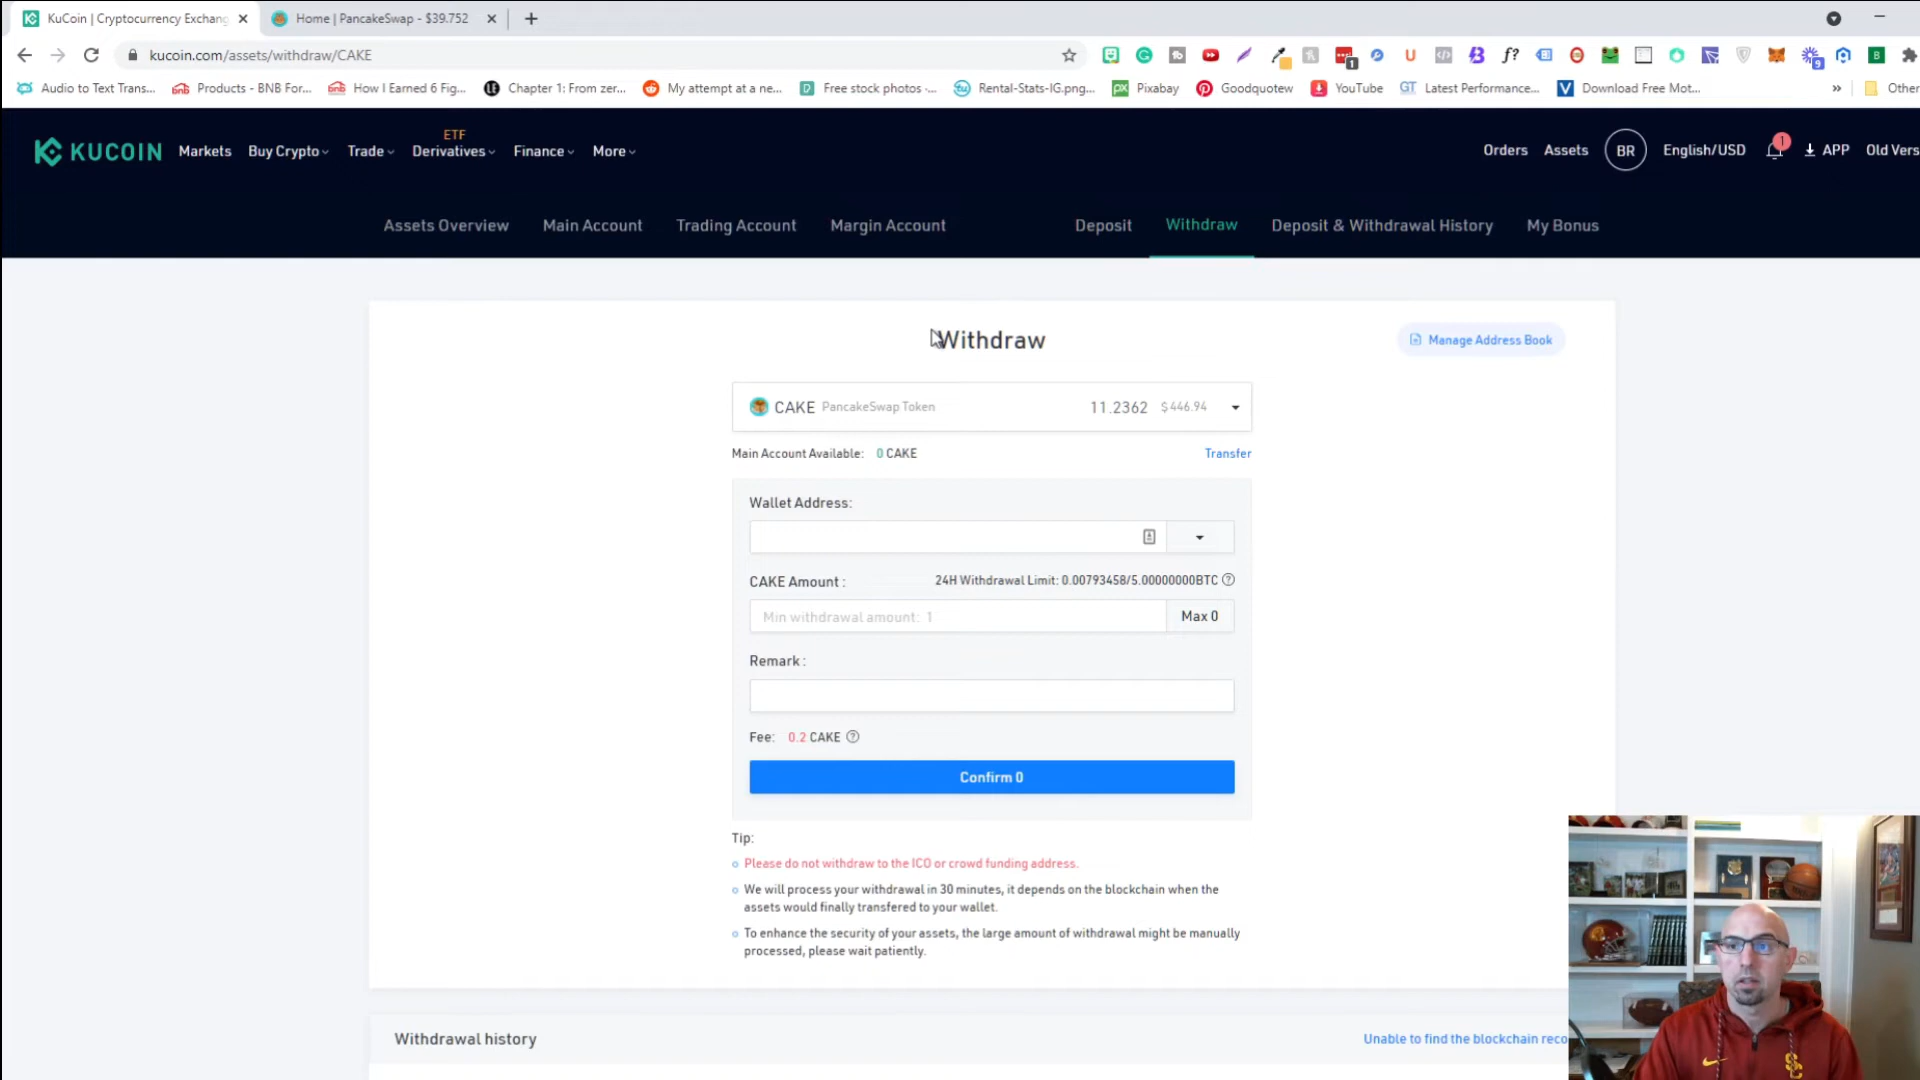 KuCoin | Cryptocurrency Exchang
Home | PancakeSwap - $39.752
kucoin.com/assets/withdraw/CAKE
Audio to Text Trans...
Products - BNB For...
How I Earned 6 Fig...
Chapter 1: From zer...
My attempt at a ne...
Free stock photos -...
Rental-Stats-IG.png...
Pixabay
Goodquotew
YouTube
Latest Performance...
Download Free Mot...
Other
KUCOIN
Markets
Buy Crypto
Trade
ETF
Derivatives
Finance
More
Orders
Assets
BR
English/USD
1
APP
Old Vers
Assets Overview
Main Account
Trading Account
Margin Account
Deposit
Withdraw
Deposit & Withdrawal History
My Bonus
Withdraw
Manage Address Book
CAKE PancakeSwap Token 11.2362 $446.94
Main Account Available: 0 CAKE Transfer
Wallet Address:
CAKE Amount : 24H Withdrawal Limit: 0.00793458/5.00000000BTC
Min withdrawal amount: 1 Max 0
Remark :
Fee: 0.2 CAKE
Confirm 0
Tip:
Please do not withdraw to the ICO or crowd funding address.
We will process your withdrawal in 30 minutes, it depends on the blockchain when the
assets would finally transfered to your wallet.
To enhance the security of your assets, the large amount of withdrawal might be manually
processed, please wait patiently.
Withdrawal history
Unable to find the blockchain reco